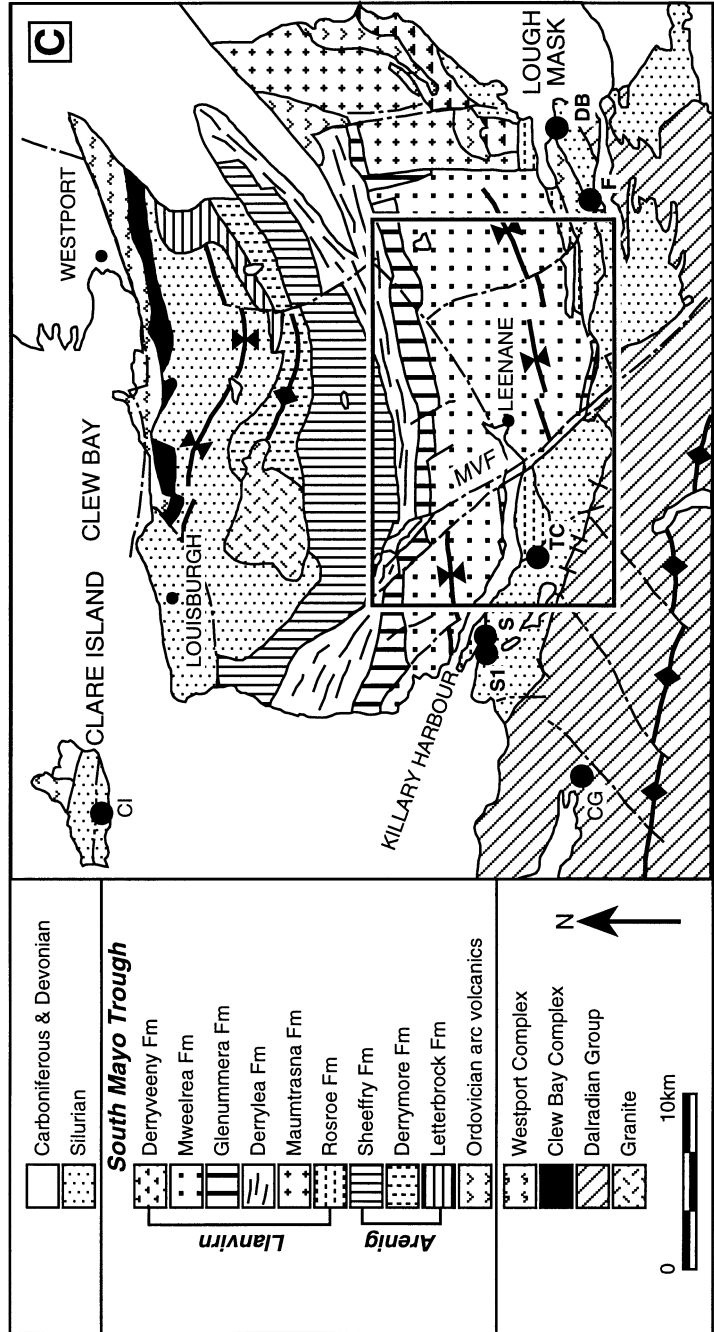 C
WESTPORT
CLEW BAY
CLARE ISLAND
LOUISBURGH
CI
LOUGH
MASK
DB
F
LEENANE
MVF
TC
S
S1
KILLARY HARBOUR
CG
Carboniferous & Devonian
Silurian
South Mayo Trough
Derryveeny Fm
Mweelrea Fm
Glenummera Fm
Derrylea Fm
Maumtrasna Fm
Rosroe Fm
Sheeffry Fm
Derrymore Fm
Letterbrock Fm
Ordovician arc volcanics
Llanvirn
Arenig
Westport Complex
Clew Bay Complex
Dalradian Group
Granite
N
0
10km